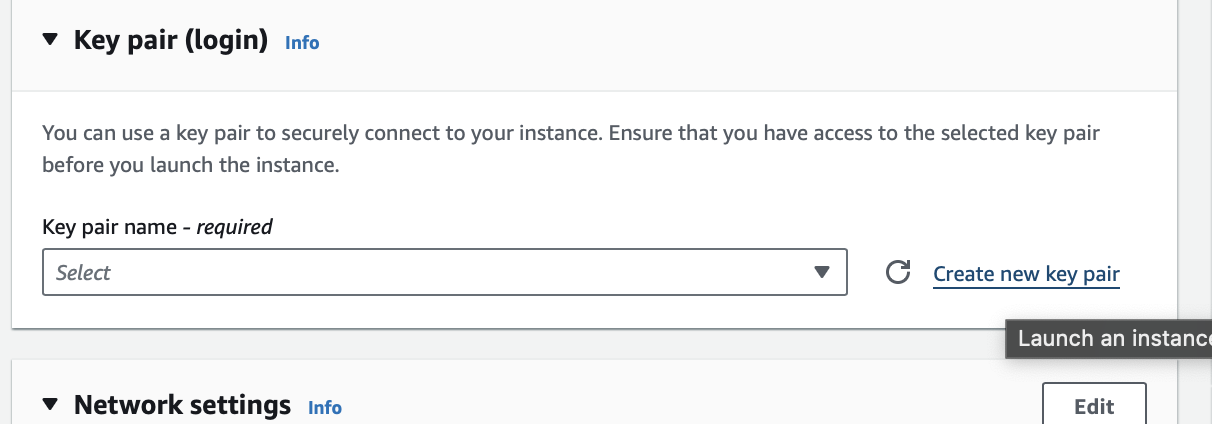 Key pair (login) Info
You can use a key pair to securely connect to your instance. Ensure that you have access to the selected key pair
before you launch the instance.
Key pair name - required
Select
Create new key pair
Launch an instance
Network settings Info
Edit